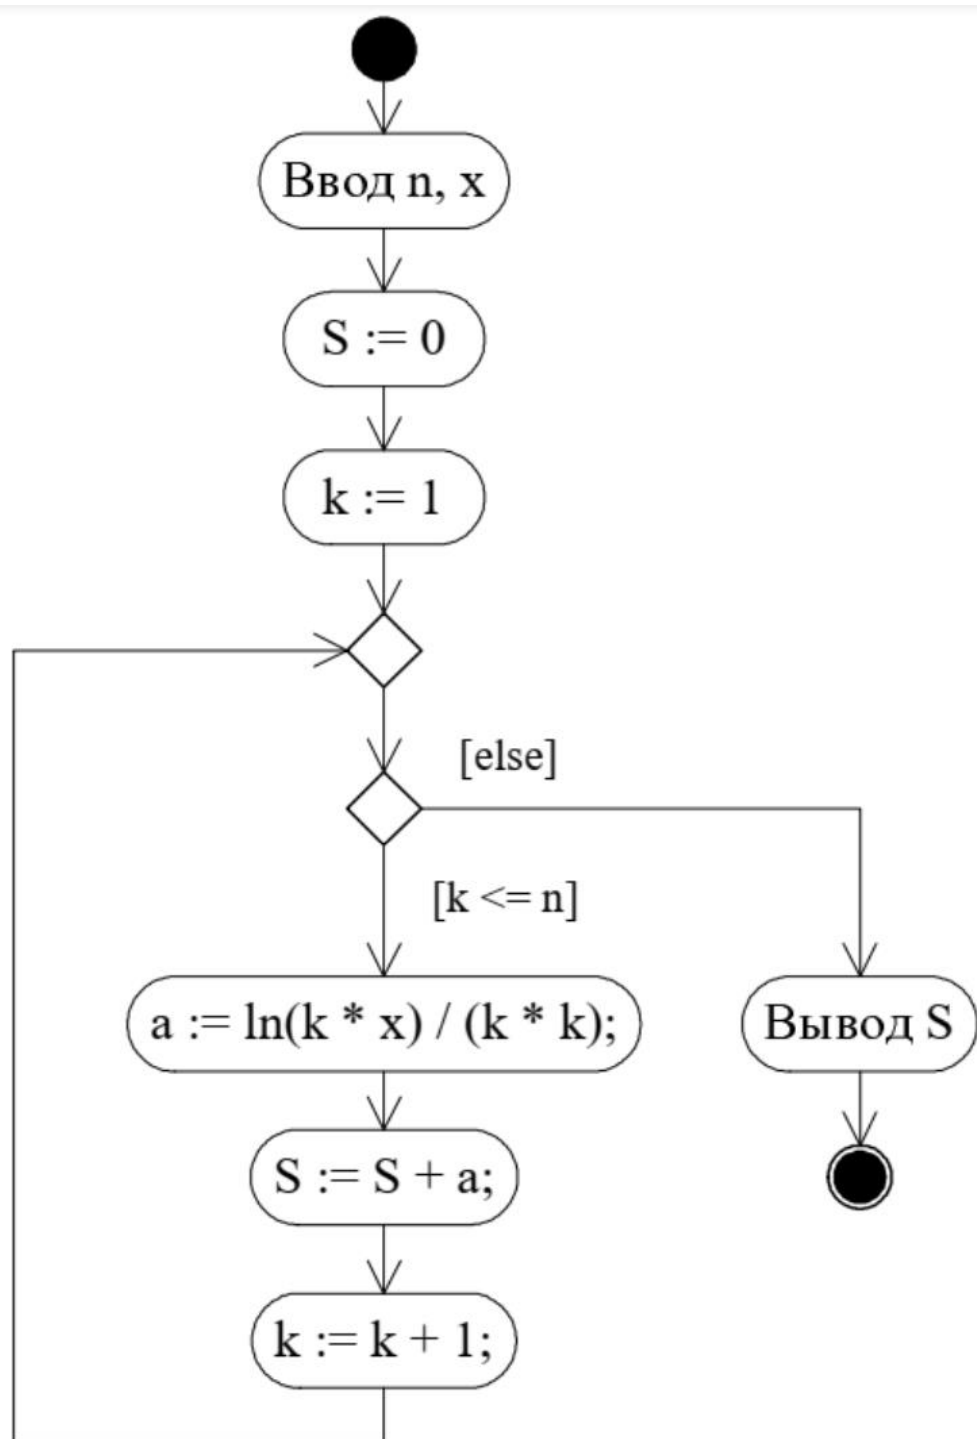 Ввод n, x
S := 0
k := 1
[else]
[k <= n]
a := ln(k * x) / (k * k);
Вывод S
S := S + a;
k := k + 1;